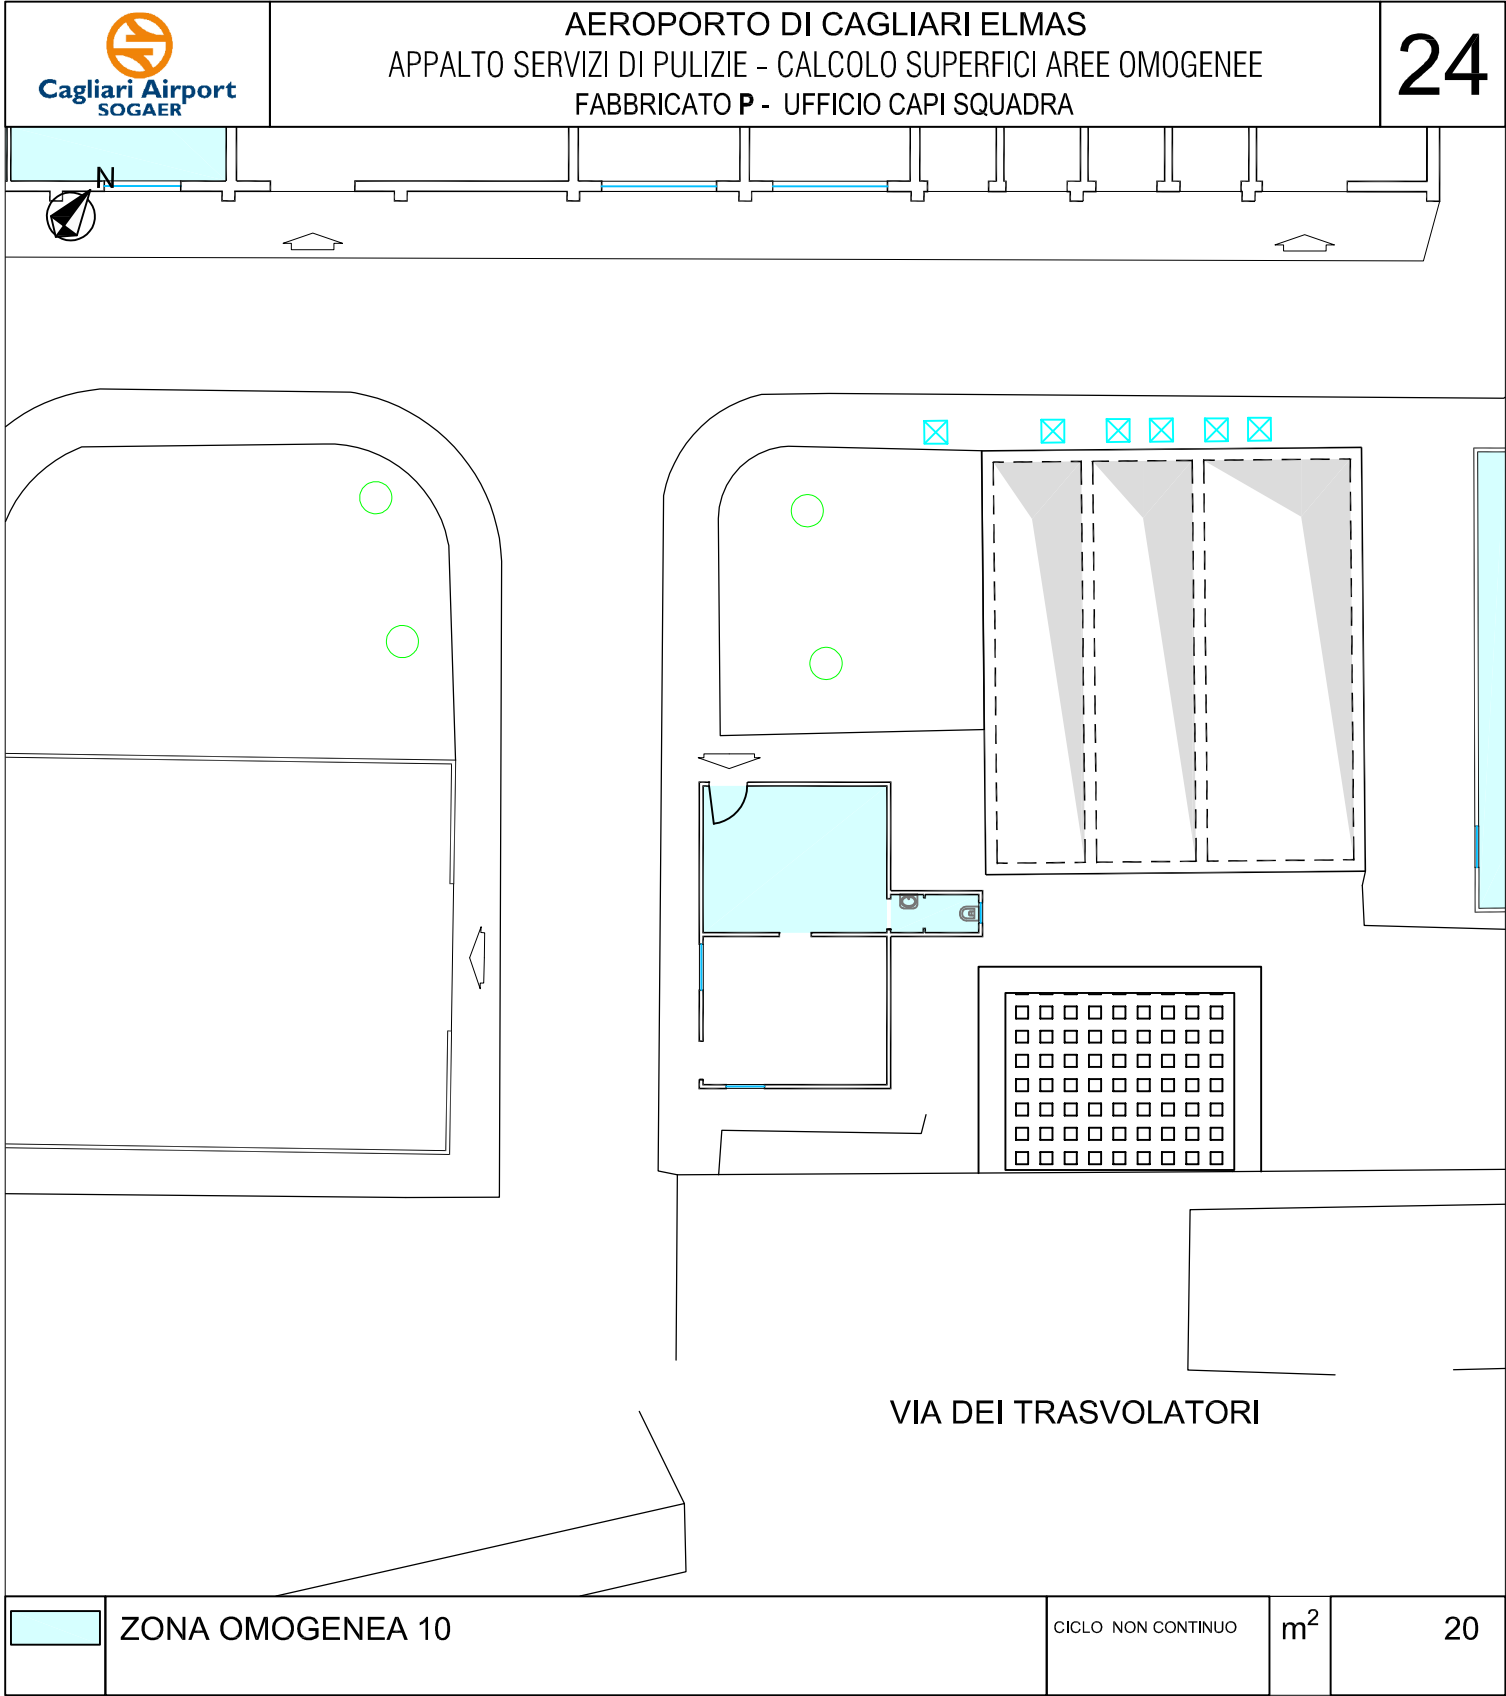 Cagliari Airport
SOGAER
AEROPORTO DI CAGLIARI ELMAS
APPALTO SERVIZI DI PULIZIE - CALCOLO SUPERFICI AREE OMOGENEE
FABBRICATO P - UFFICIO CAPI SQUADRA
24
N
VIA DEI TRASVOLATORI
ZONA OMOGENEA 10
CICLO NON CONTINUO
m²
20